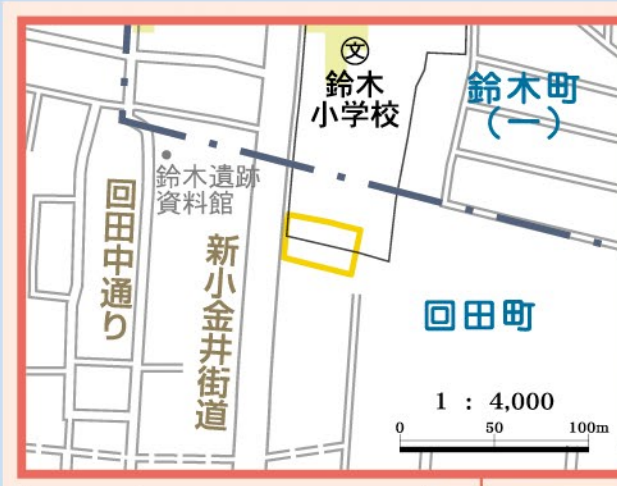 文
鈴木
小学校
鈴木町
（一）
鈴木遺跡
資料館
回田中通り
新小金井街道
回田町
1 : 4,000
0 50 100m